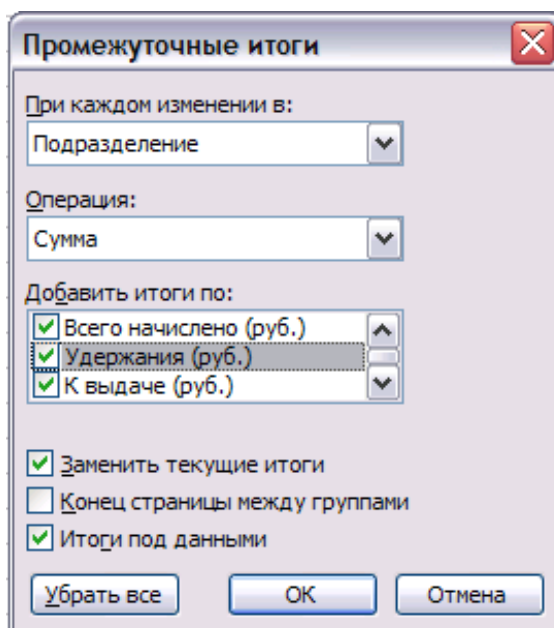 Промежуточные итоги
При каждом изменении в:
Подразделение
Операция:
Сумма
Добавить итоги по:
Всего начислено (руб.)
Удержания (руб.)
К выдаче (руб.)
Заменить текущие итоги
Конец страницы между группами
Итоги под данными
Убрать все ОК Отмена